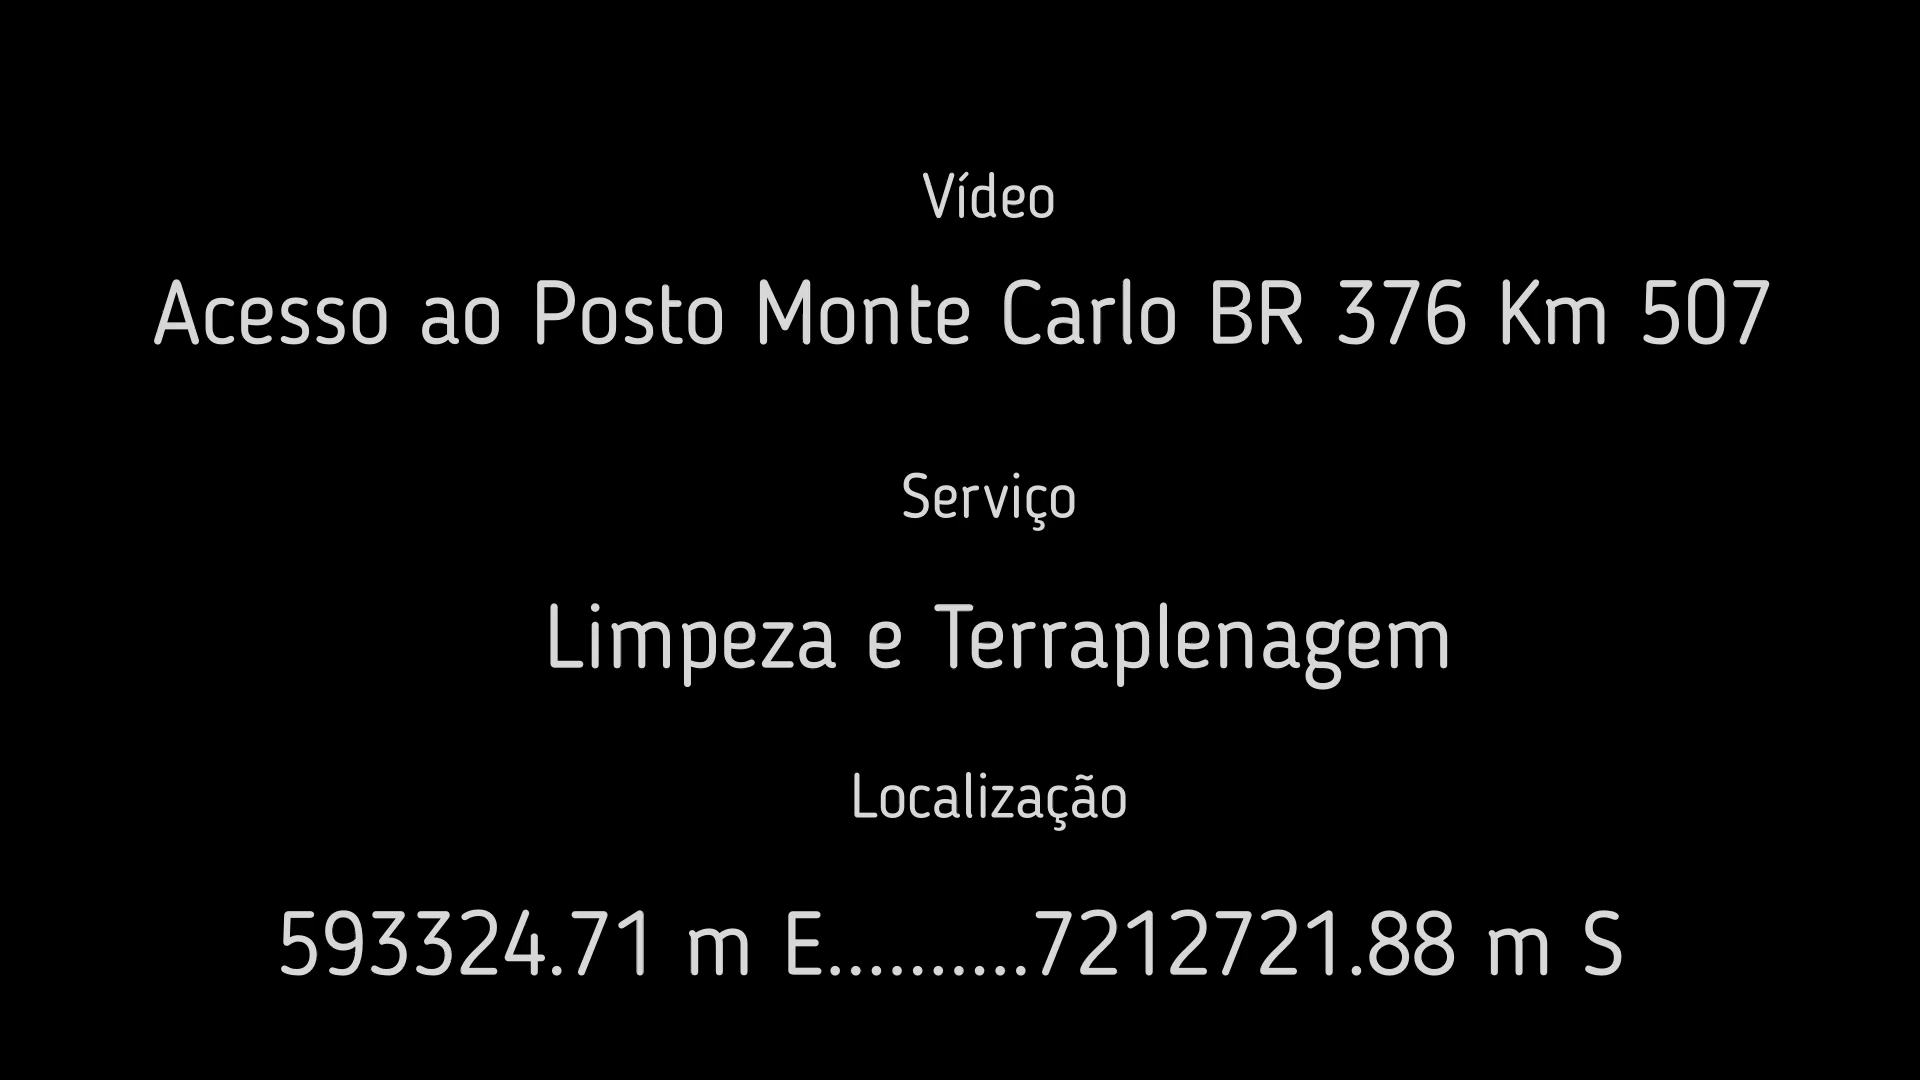 Vídeo
Acesso ao Posto Monte Carlo BR 376 Km 507
Serviço
Limpeza e Terraplenagem
Localização
593324.71 m E..........7212721.88 m S